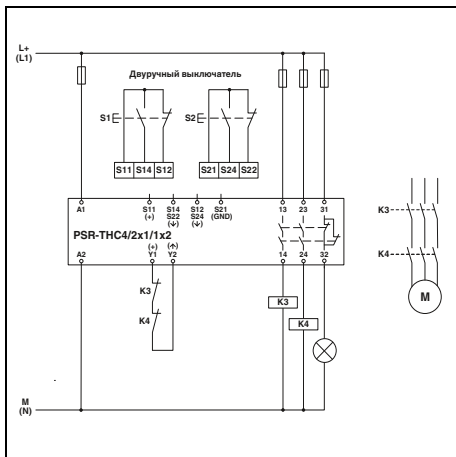 L+
(L1)
Двуручный выключатель
S1
S2
S11 S14 S12
S21 S24 S22
A1
S11
(+)
S14
S22
(↓)
S12
S24
(↓)
S21
(GND)
13
23
31
PSR-THC4/2x1/1x2
A2
(+)
Y1
(↑)
Y2
14
24
32
K3
K4
K3
K4
K3
K4
M
M
(N)